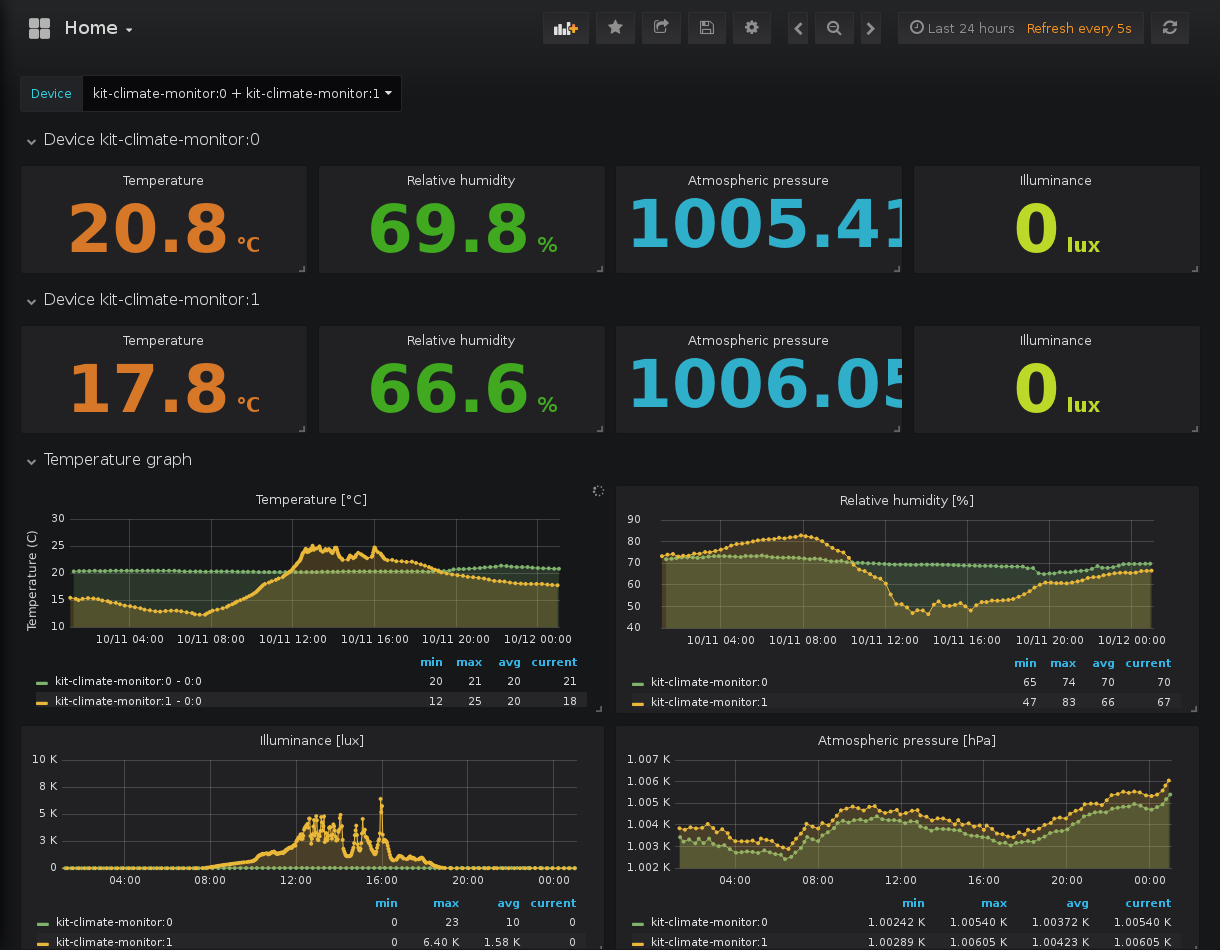 Home
Last 24 hours Refresh every 5s
Device kit-climate-monitor:0 + kit-climate-monitor:1
Device kit-climate-monitor:0
Temperature Relative humidity Atmospheric pressure Illuminance
20.8 °C 69.8 % 1005.41 0 lux
Device kit-climate-monitor:1
Temperature Relative humidity Atmospheric pressure Illuminance
17.8 °C 66.6 % 1006.05 0 lux
Temperature graph
Temperature [°C]
Temperature (C)
30
25
20
15
10
10/11 04:00 10/11 08:00 10/11 12:00 10/11 16:00 10/11 20:00 10/12 00:00
min max avg current
kit-climate-monitor:0 - 0:0 20 21 20 21
kit-climate-monitor:1 - 0:0 12 25 20 18
Relative humidity [%]
90
80
70
60
50
40
10/11 04:00 10/11 08:00 10/11 12:00 10/11 16:00 10/11 20:00 10/12 00:00
min max avg current
kit-climate-monitor:0 65 74 70 70
kit-climate-monitor:1 47 83 66 67
Illuminance [lux]
10 K
8 K
5 K
3 K
0
04:00 08:00 12:00 16:00 20:00 00:00
min max avg current
kit-climate-monitor:0 0 23 10 0
kit-climate-monitor:1 0 6.40 K 1.58 K 0
Atmospheric pressure [hPa]
1.007 K
1.006 K
1.005 K
1.004 K
1.003 K
1.002 K
04:00 08:00 12:00 16:00 20:00 00:00
min max avg current
kit-climate-monitor:0 1.00242 K 1.00540 K 1.00372 K 1.00540 K
kit-climate-monitor:1 1.00289 K 1.00605 K 1.00423 K 1.00605 K